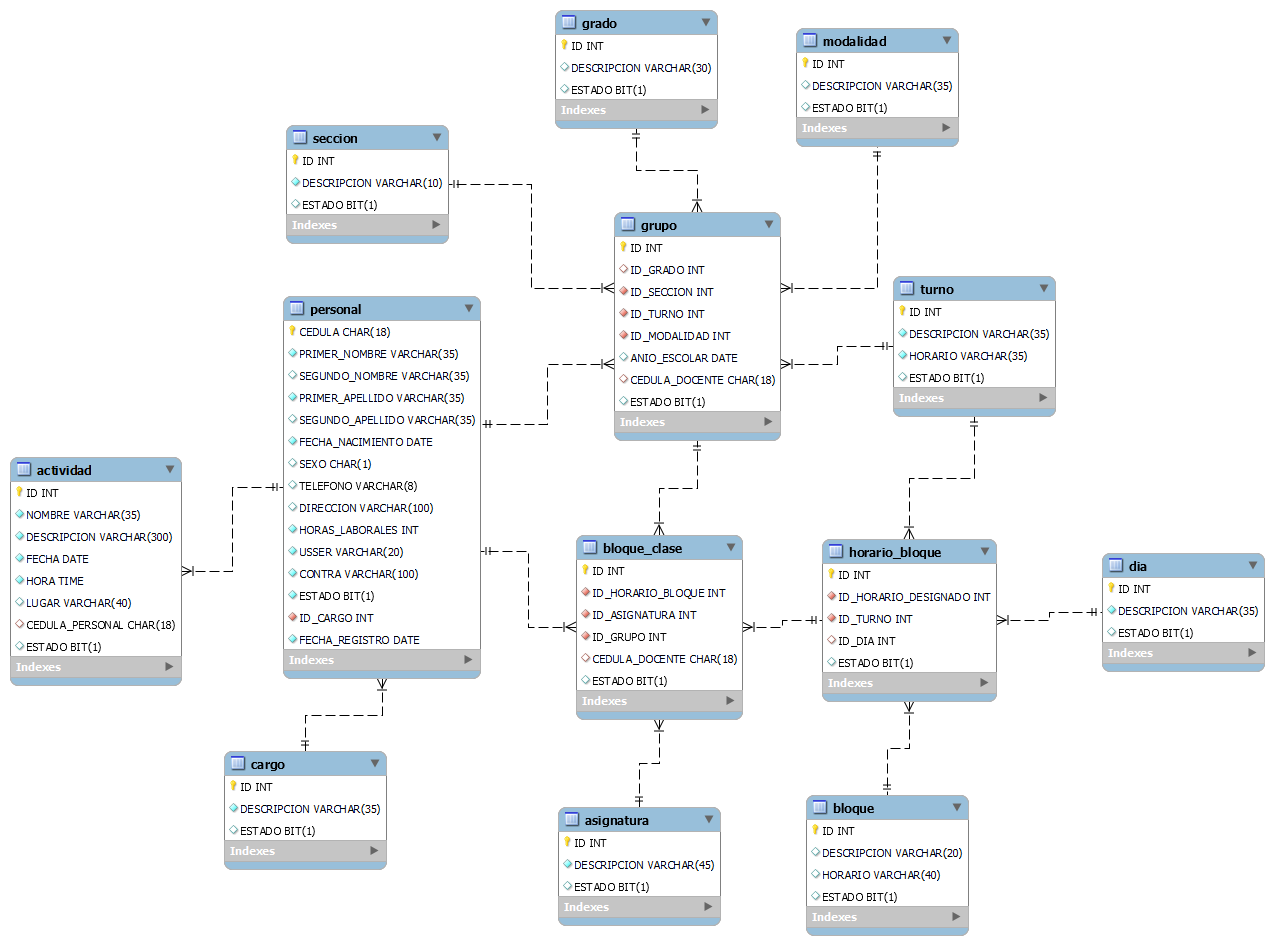 grado
ID INT
DESCRIPCION VARCHAR(30)
ESTADO BIT(1)
Indexes
modalidad
ID INT
DESCRIPCION VARCHAR(35)
ESTADO BIT(1)
Indexes
seccion
ID INT
DESCRIPCION VARCHAR(10)
ESTADO BIT(1)
Indexes
grupo
ID INT
ID_GRADO INT
ID_SECCION INT
ID_TURNO INT
ID_MODALIDAD INT
ANIO_ESCOLAR DATE
CEDULA_DOCENTE CHAR(18)
ESTADO BIT(1)
Indexes
turno
ID INT
DESCRIPCION VARCHAR(35)
HORARIO VARCHAR(35)
ESTADO BIT(1)
Indexes
personal
CEDULA CHAR(18)
PRIMER_NOMBRE VARCHAR(35)
SEGUNDO_NOMBRE VARCHAR(35)
PRIMER_APELLIDO VARCHAR(35)
SEGUNDO_APELLIDO VARCHAR(35)
FECHA_NACIMIENTO DATE
SEXO CHAR(1)
TELEFONO VARCHAR(8)
DIRECCION VARCHAR(100)
HORAS_LABORALES INT
USSER VARCHAR(20)
CONTRA VARCHAR(100)
ESTADO BIT(1)
ID_CARGO INT
FECHA_REGISTRO DATE
Indexes
actividad
ID INT
NOMBRE VARCHAR(35)
DESCRIPCION VARCHAR(300)
FECHA DATE
HORA TIME
LUGAR VARCHAR(40)
CEDULA_PERSONAL CHAR(18)
ESTADO BIT(1)
Indexes
bloque_clase
ID INT
ID_HORARIO_BLOQUE INT
ID_ASIGNATURA INT
ID_GRUPO INT
CEDULA_DOCENTE CHAR(18)
ESTADO BIT(1)
Indexes
horario_bloque
ID INT
ID_HORARIO_DESIGNADO INT
ID_TURNO INT
ID_DIA INT
ESTADO BIT(1)
Indexes
dia
ID INT
DESCRIPCION VARCHAR(35)
ESTADO BIT(1)
Indexes
cargo
ID INT
DESCRIPCION VARCHAR(35)
ESTADO BIT(1)
Indexes
asignatura
ID INT
DESCRIPCION VARCHAR(45)
ESTADO BIT(1)
Indexes
bloque
ID INT
DESCRIPCION VARCHAR(20)
HORARIO VARCHAR(40)
ESTADO BIT(1)
Indexes